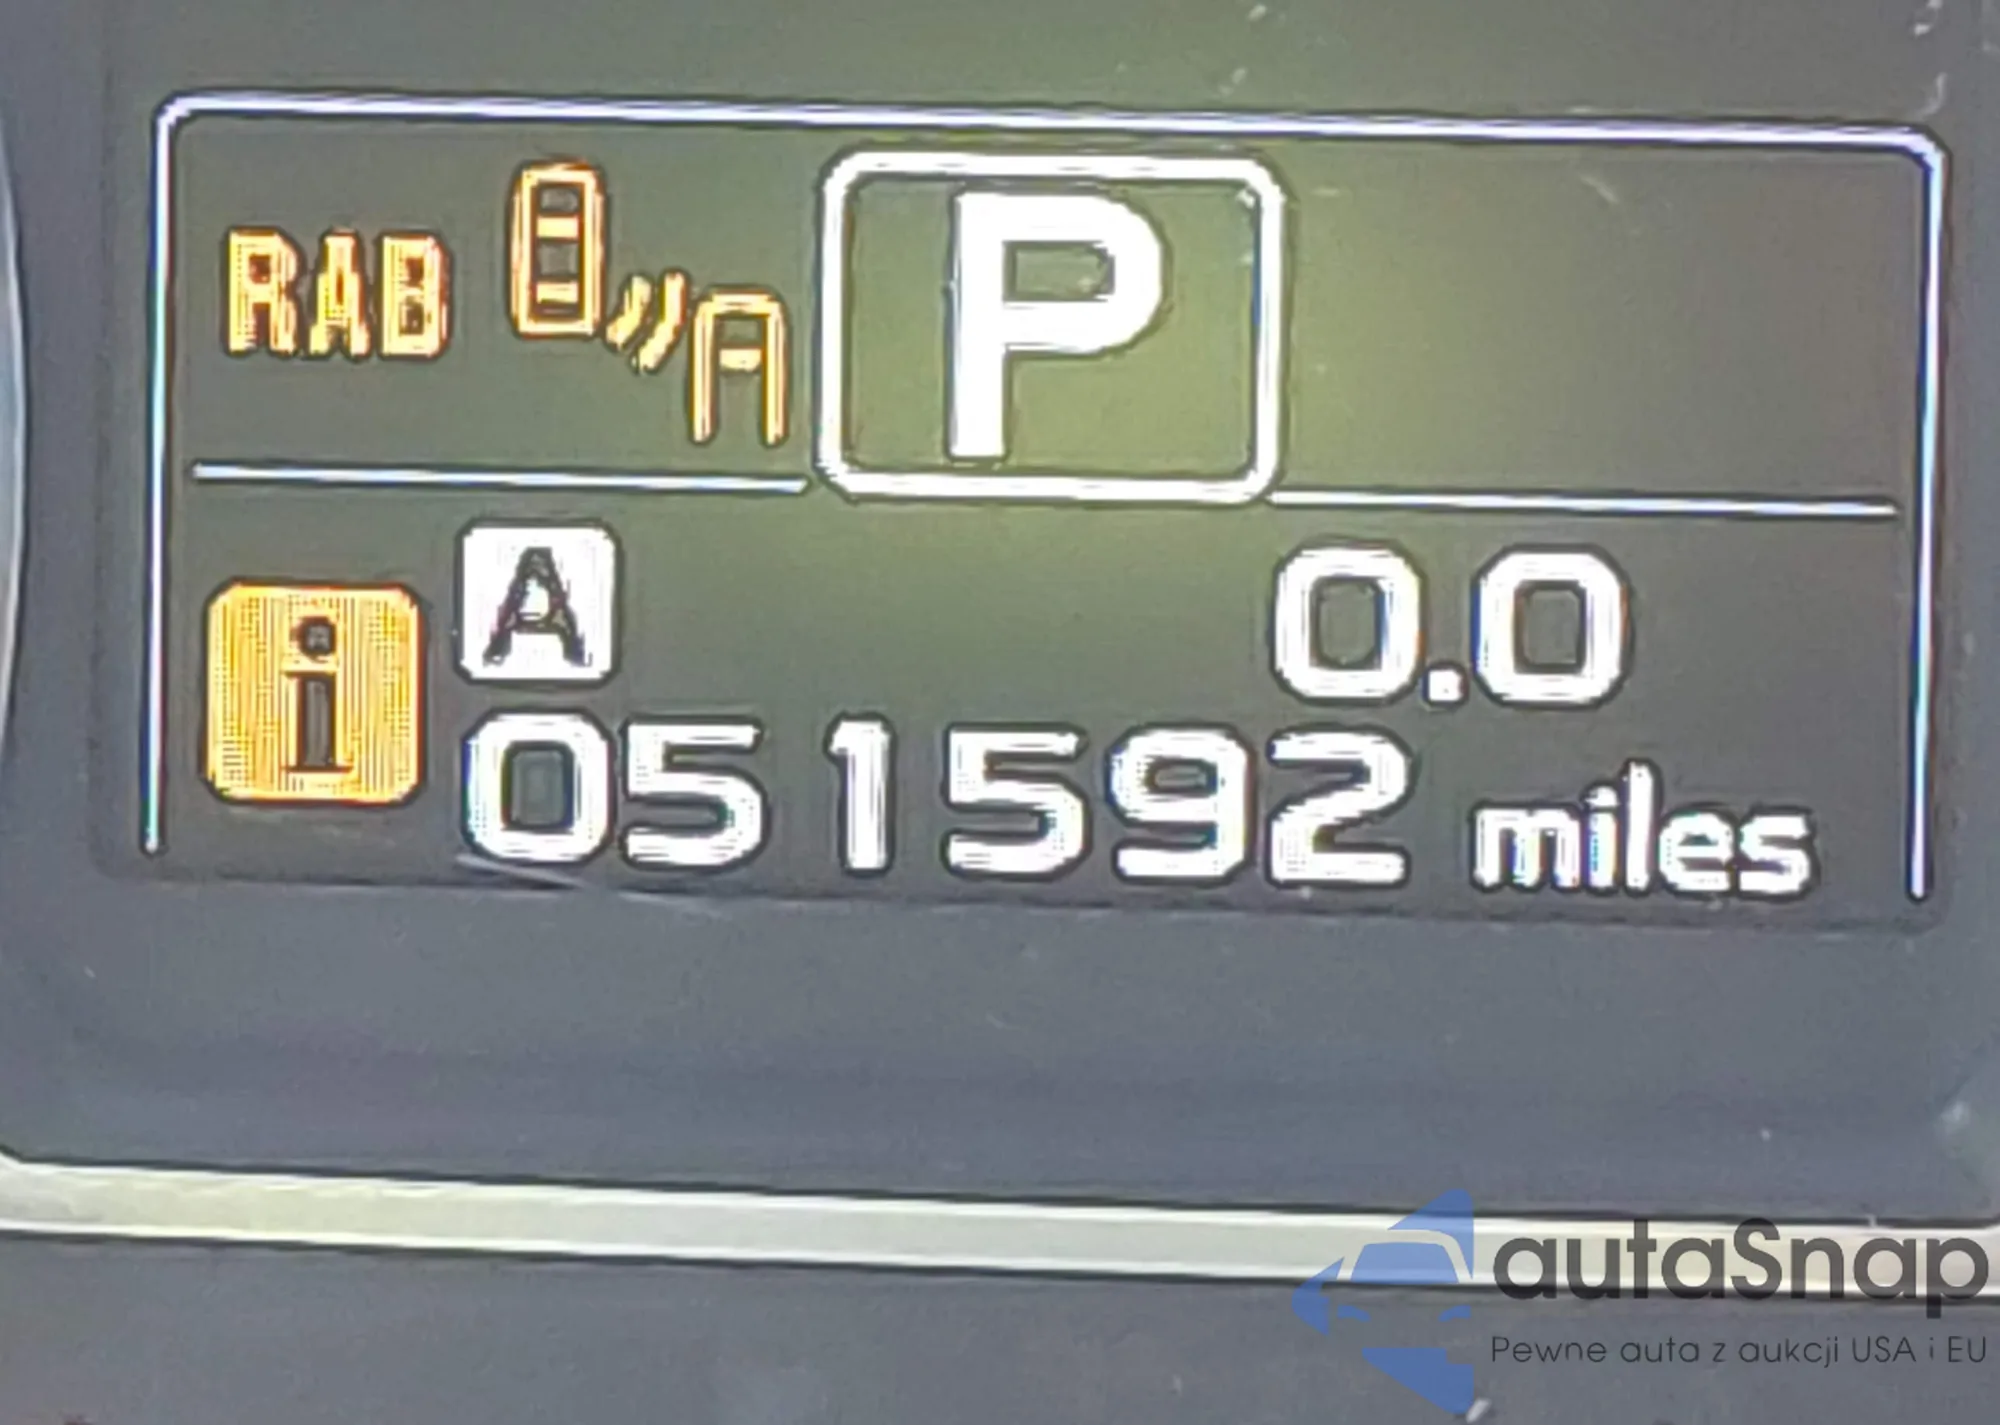 RAB P
i A 0.0
051592 miles
autaSnap
Pewne auta z aukcji USA i EU